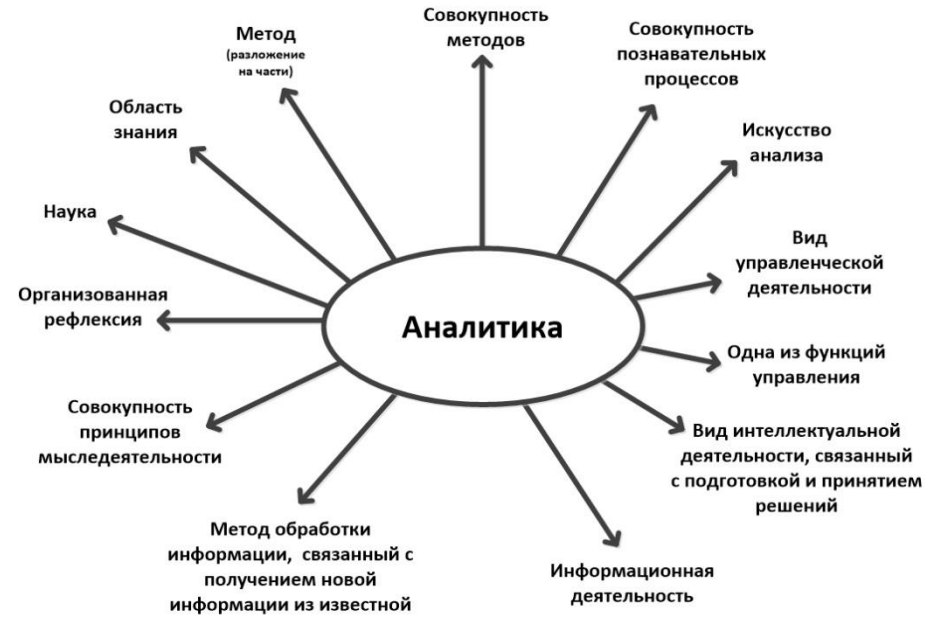 Совокупность
методов
Метод
(разложение
на части)
Совокупность
познавательных
процессов
Область
знания
Искусство
анализа
Наука
Вид
управленческой
деятельности
Организованная
рефлексия
Аналитика
Одна из функций
управления
Совокупность
принципов
мыследеятельности
Вид интеллектуальной
деятельности, связанный
с подготовкой и принятием
решений
Метод обработки
информации, связанный с
получением новой
информации из известной
Информационная
деятельность